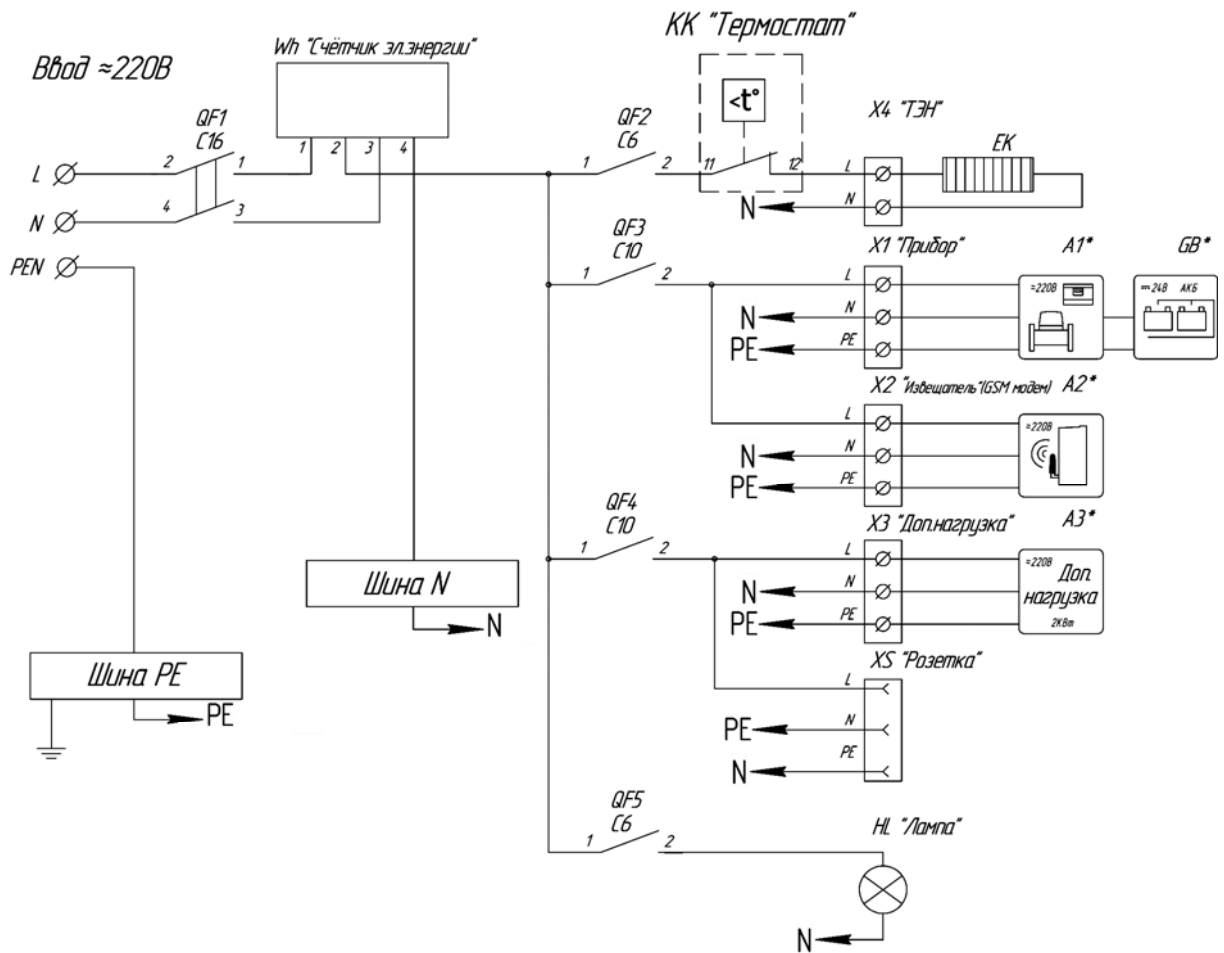 КК "Термостат"
Wh "Счётчик эл.энергии"
Ввод ≈220В
<t°
X4 "ТЭН"
QF1
C16
QF2
C6
EK
1
2
3
4
2
1
1
2
11
12
L
L
4
3
N
N
N
QF3
C10
X1 "Прибор"
A1*
GB*
PEN
1
2
L
≈220В
24В
АКБ
N
N
PE
PE
X2 "Извещатель"(GSM модем)
A2*
L
≈220В
N
N
PE
PE
QF4
C10
X3 "Доп.нагрузка"
A3*
1
2
L
≈220В
Доп.
нагрузка
2КВт
N
N
PE
PE
Шина N
N
XS "Розетка"
Шина PE
PE
L
PE
N
PE
N
QF5
C6
1
2
HL "Лампа"
N